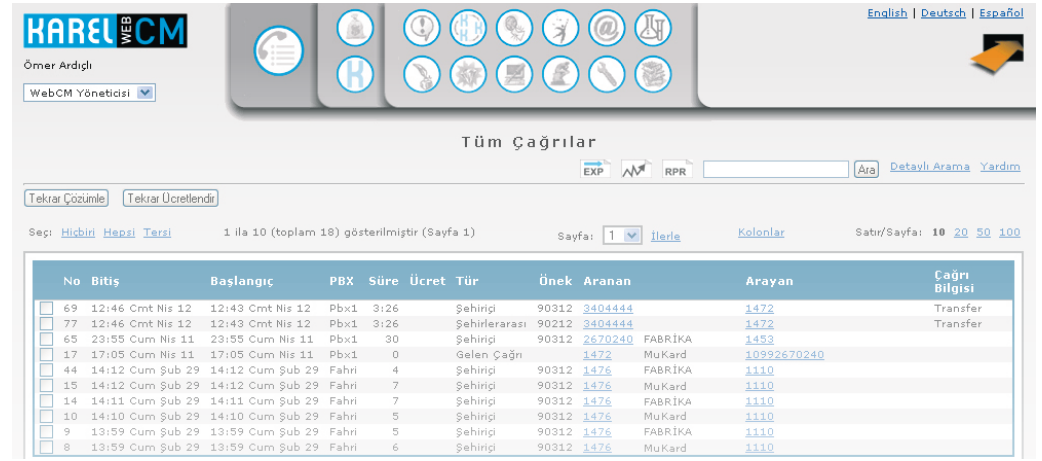 English | Deutsch | Español
KAREL WEB CM
Ömer Ardıçlı
WebCM Yöneticisi
Tüm Çağrılar
EXP RPR Ara Detaylı Arama Yardım
Tekrar Çözümle Tekrar Ücretlendir
Seç: Hiçbiri Hepsi Tersi 1 ila 10 (toplam 18) gösterilmiştir (Sayfa 1) Sayfa: 1 İlerle Kolonlar Satır/Sayfa: 10 20 50 100
No Bitiş Başlangıç PBX Süre Ücret Tür Önek Aranan Arayan Çağrı Bilgisi
69 12:46 Cmt Nis 12 12:43 Cmt Nis 12 Pbx1 3:26 Şehiriçi 90312 3404444 1472 Transfer
77 12:46 Cmt Nis 12 12:43 Cmt Nis 12 Pbx1 3:26 Şehirlerarası 90212 3404444 1472 Transfer
65 23:55 Cum Nis 11 23:55 Cum Nis 11 Pbx1 30 Şehiriçi 90312 2670240 FABRİKA 1453
17 17:05 Cum Nis 11 17:05 Cum Nis 11 Pbx1 0 Gelen Çağrı 1472 MuKard 10992670240
44 14:12 Cum Şub 29 14:12 Cum Şub 29 Fahri 4 Şehiriçi 90312 1476 FABRİKA 1110
15 14:12 Cum Şub 29 14:12 Cum Şub 29 Fahri 7 Şehiriçi 90312 1476 MuKard 1110
14 14:11 Cum Şub 29 14:11 Cum Şub 29 Fahri 7 Şehiriçi 90312 1476 FABRİKA 1110
10 14:10 Cum Şub 29 14:10 Cum Şub 29 Fahri 5 Şehiriçi 90312 1476 MuKard 1110
9 13:59 Cum Şub 29 13:59 Cum Şub 29 Fahri 5 Şehiriçi 90312 1476 FABRİKA 1110
8 13:59 Cum Şub 29 13:59 Cum Şub 29 Fahri 6 Şehiriçi 90312 1476 MuKard 1110